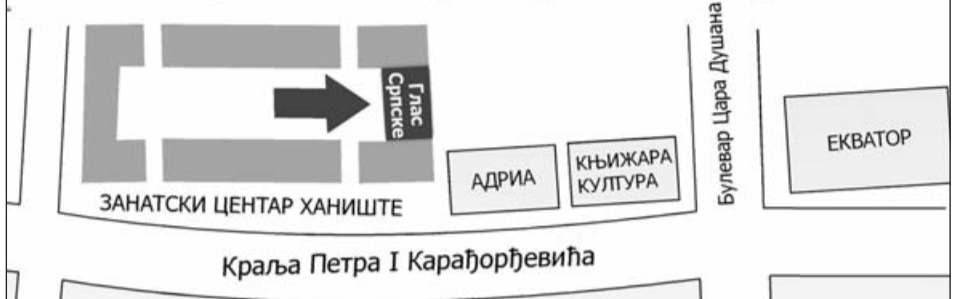 Глас
Српске
Булевар Цара Душана
ЕКВАТОР
АДРИА
КЊИЖАРА
КУЛТУРА
ЗАНАТСКИ ЦЕНТАР ХАНИШТЕ
Краља Петра I Карађорђевића